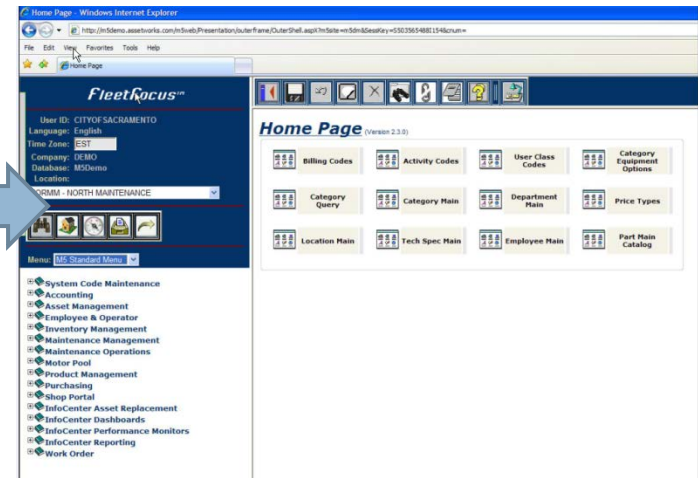 Home Page - Windows Internet Explorer
http://m5demo.assetworks.com/m5web/Presentation/outerframe/OuterShell.aspx?m5site=m5dm&SessKey=S503565488I154&cnum=
File Edit View Favorites Tools Help
Home Page
FleetFocus℠
User ID: CITYOFSACRAMENTO
Language: English
Time Zone: EST
Company: DEMO
Database: M5Demo
Location:
NORMM - NORTH MAINTENANCE
Menu: M5 Standard Menu
System Code Maintenance
Accounting
Asset Management
Employee & Operator
Inventory Management
Maintenance Management
Maintenance Operations
Motor Pool
Product Management
Purchasing
Shop Portal
InfoCenter Asset Replacement
InfoCenter Dashboards
InfoCenter Performance Monitors
InfoCenter Reporting
Work Order
Home Page (Version 2.3.0)
Billing Codes
Activity Codes
User Class
Codes
Category
Equipment
Options
Category
Query
Category Main
Department
Main
Price Types
Location Main
Tech Spec Main
Employee Main
Part Main
Catalog